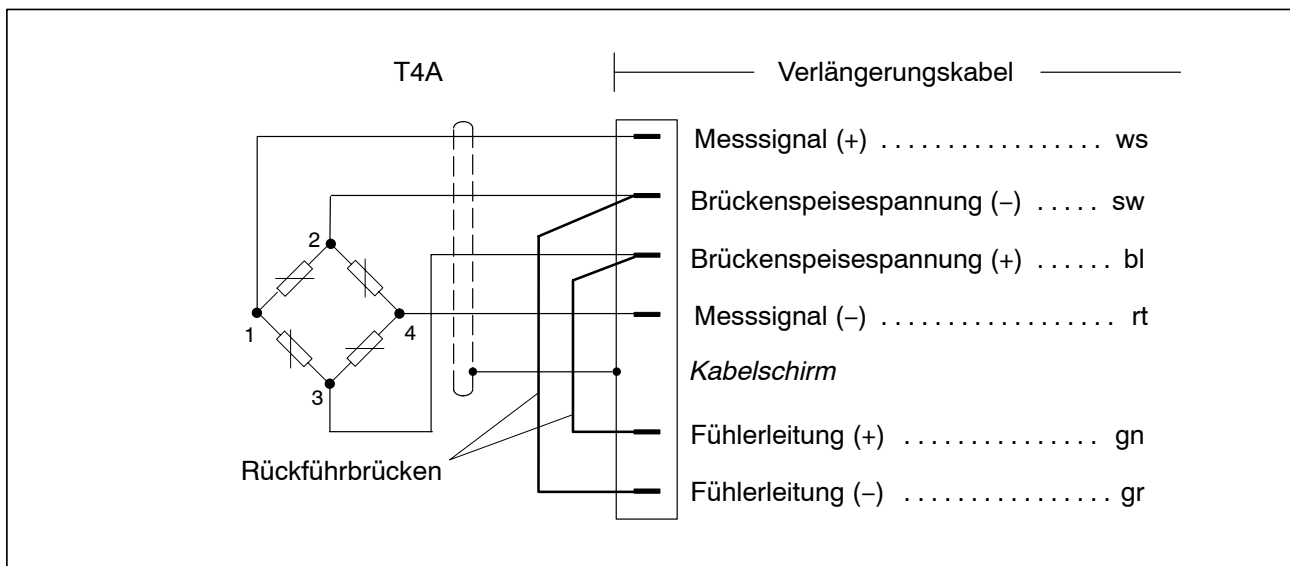 T4A Verlängerungskabel
Messsignal (+) . . . . . . . . . . . . . . . . . ws
Brückenspeisespannung (−) . . . . . sw
2
Brückenspeisespannung (+) . . . . . . bl
1
4
Messsignal (−) . . . . . . . . . . . . . . . . . . rt
Kabelschirm
3
Fühlerleitung (+) . . . . . . . . . . . . . . . gn
Rückführbrücken
Fühlerleitung (−) . . . . . . . . . . . . . . . . gr